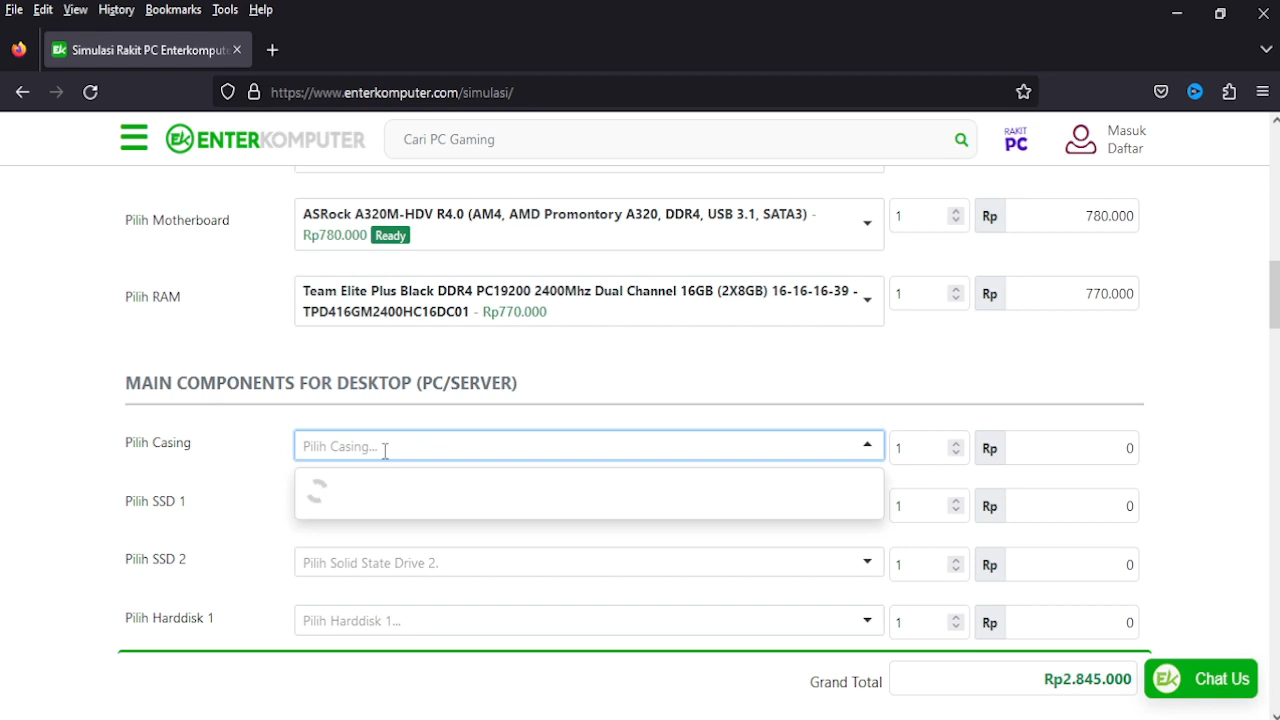 File Edit View History Bookmarks Tools Help
Simulasi Rakit PC Enterkompute
https://www.enterkomputer.com/simulasi/
Ek ENTERKOMPUTER
Cari PC Gaming
RAKIT
PC
Masuk
Daftar
Pilih Motherboard
ASRock A320M-HDV R4.0 (AM4, AMD Promontory A320, DDR4, USB 3.1, SATA3) -
Rp780.000 Ready
1 Rp 780.000
Pilih RAM
Team Elite Plus Black DDR4 PC19200 2400Mhz Dual Channel 16GB (2X8GB) 16-16-16-39 -
TPD416GM2400HC16DC01 - Rp770.000
1 Rp 770.000
MAIN COMPONENTS FOR DESKTOP (PC/SERVER)
Pilih Casing Pilih Casing... 1 Rp 0
Pilih SSD 1 1 Rp 0
Pilih SSD 2 Pilih Solid State Drive 2. 1 Rp 0
Pilih Harddisk 1 Pilih Harddisk 1... 1 Rp 0
Grand Total Rp2.845.000
Ek Chat Us